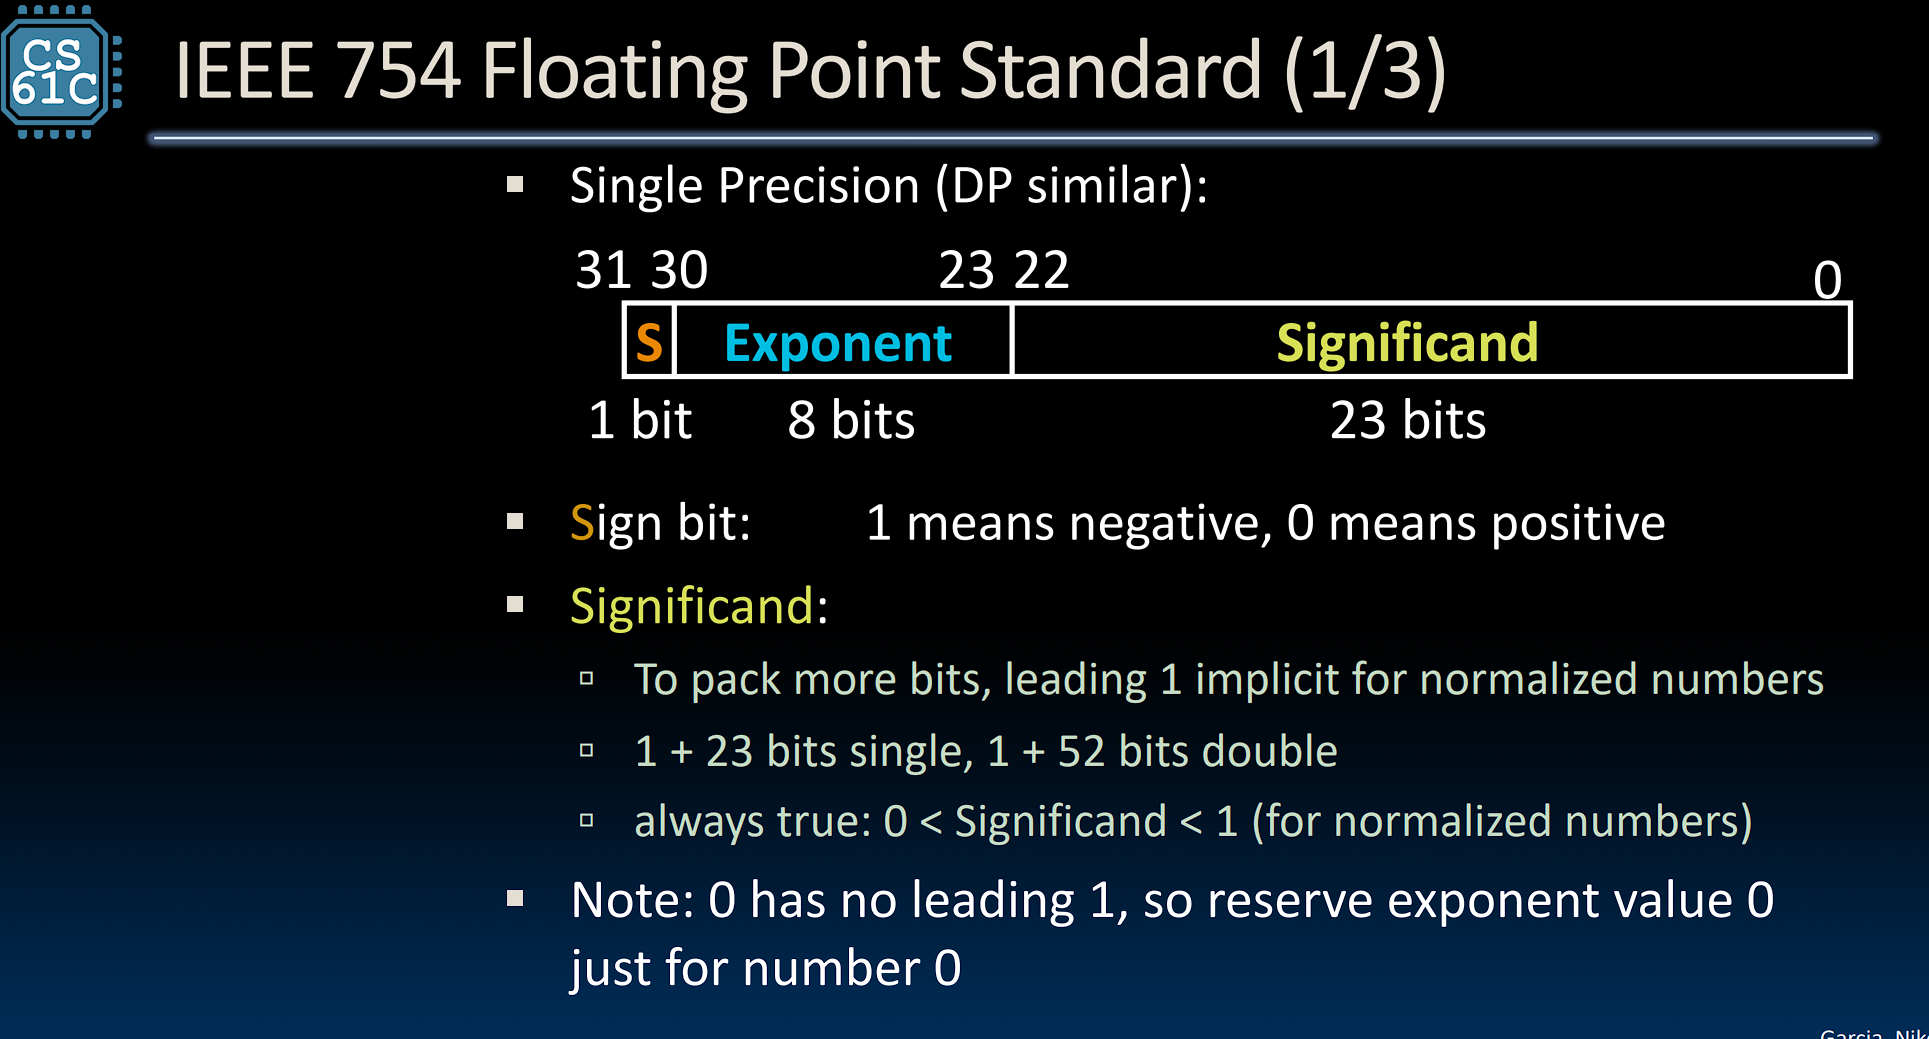 CS
61C
IEEE 754 Floating Point Standard (1/3)
Single Precision (DP similar):
31 30 23 22 0
S Exponent Significand
1 bit 8 bits 23 bits
Sign bit: 1 means negative, 0 means positive
Significand:
To pack more bits, leading 1 implicit for normalized numbers
1 + 23 bits single, 1 + 52 bits double
always true: 0 < Significand < 1 (for normalized numbers)
Note: 0 has no leading 1, so reserve exponent value 0
just for number 0
Garcia,